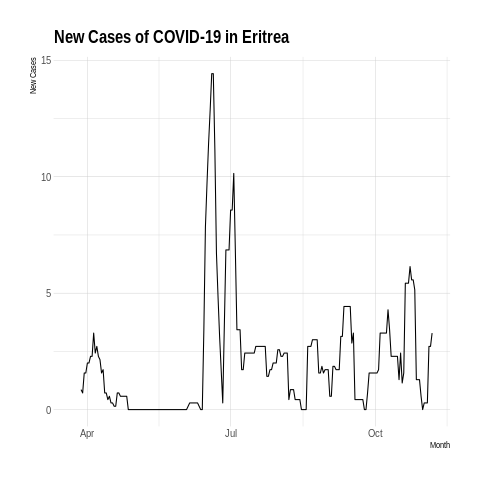 New Cases of COVID-19 in Eritrea
New Cases
15
10
5
0
Apr
Jul
Oct
Month